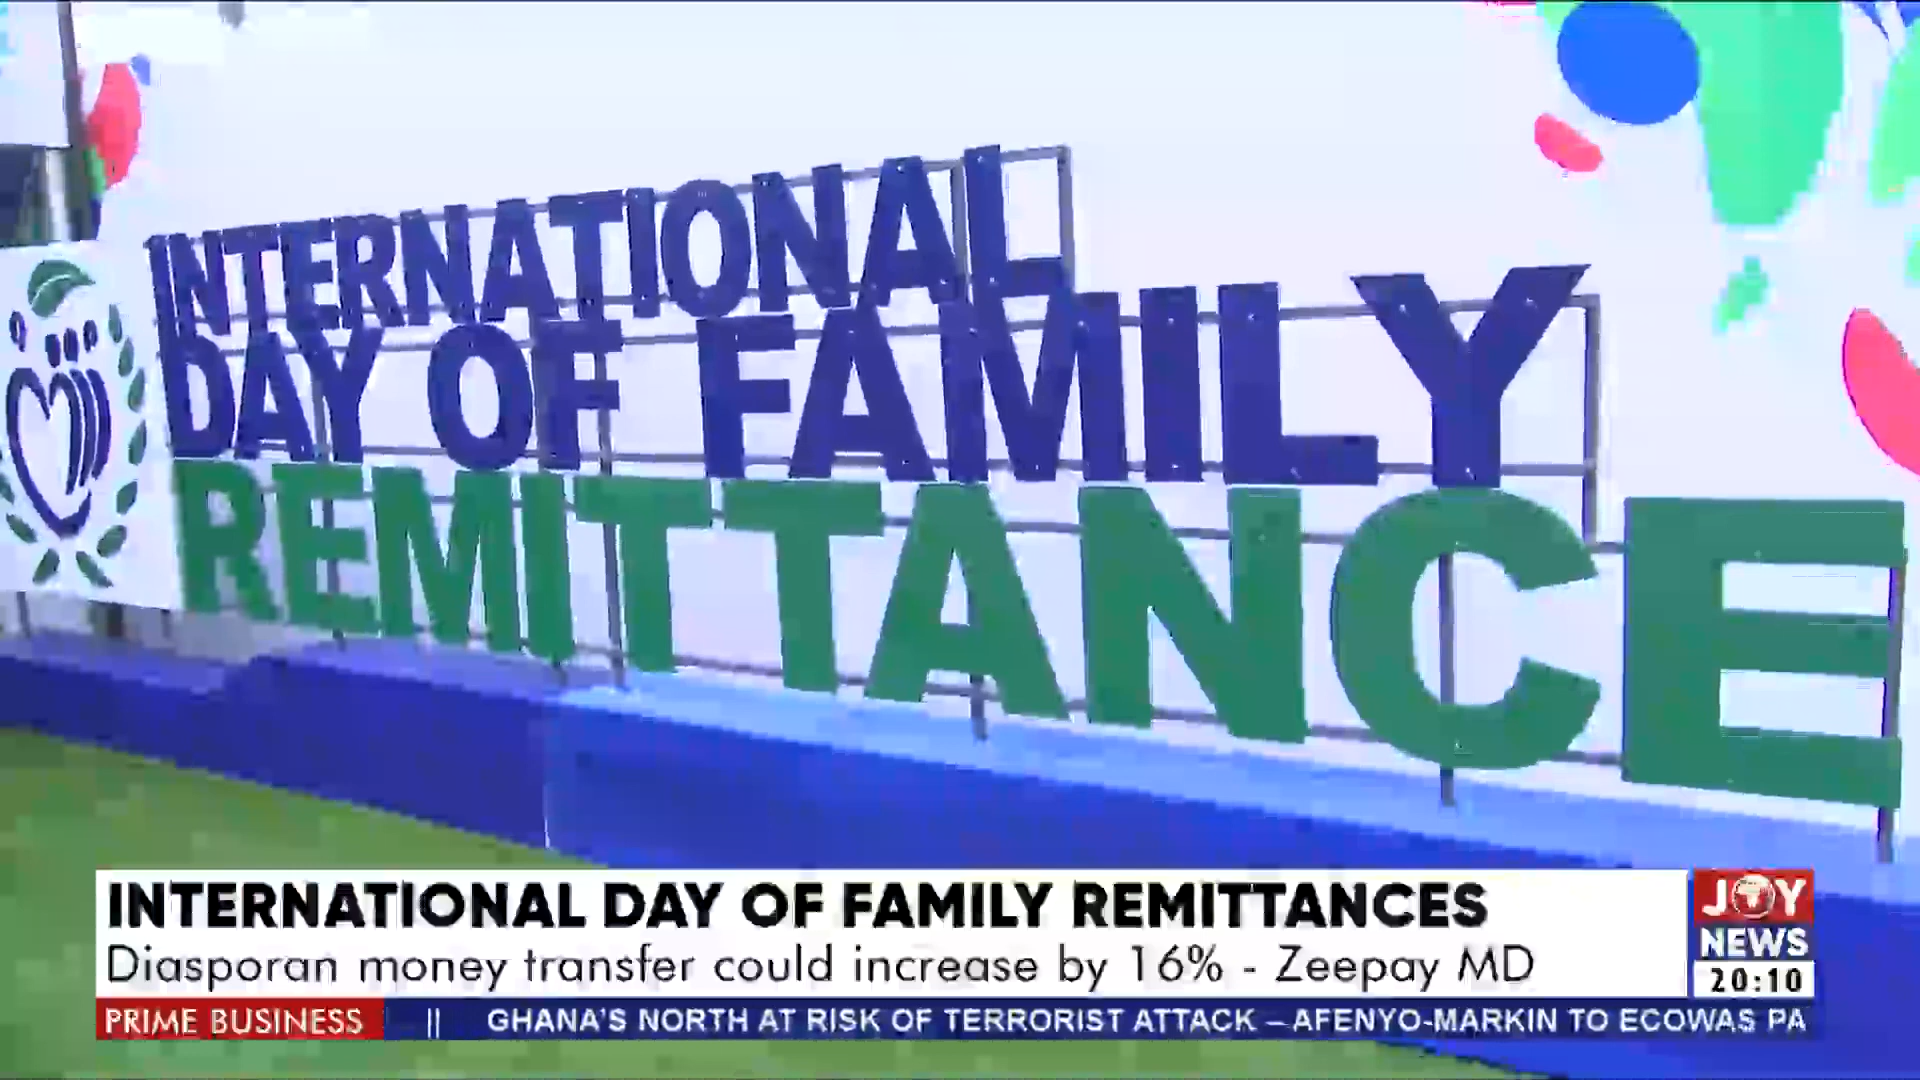 INTERNATIONAL
DAY OF FAMILY
REMITTANCE
INTERNATIONAL DAY OF FAMILY REMITTANCES
Diasporan money transfer could increase by 16% - Zeepay MD
JOY
NEWS
20:10
PRIME BUSINESS || GHANA'S NORTH AT RISK OF TERRORIST ATTACK – AFENYO-MARKIN TO ECOWAS PA